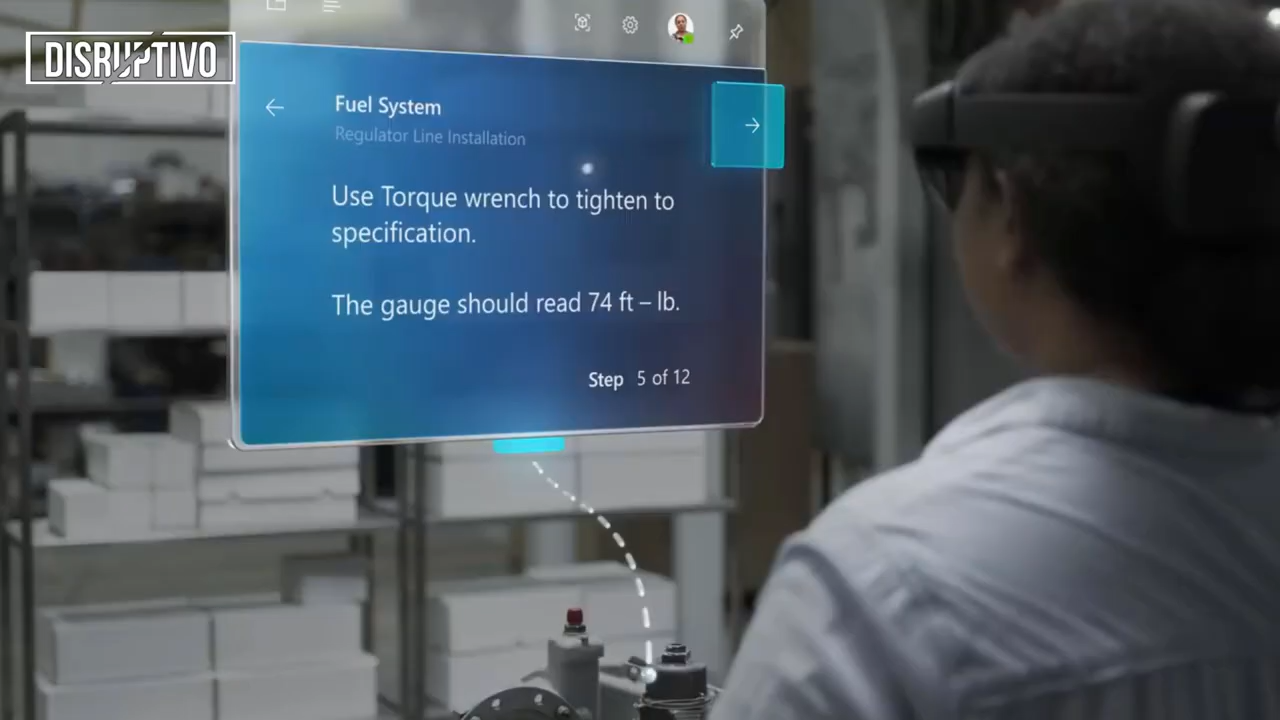 DISRUPTIVO
Fuel System
Regulator Line Installation
Use Torque wrench to tighten to
specification.
The gauge should read 74 ft – lb.
Step 5 of 12